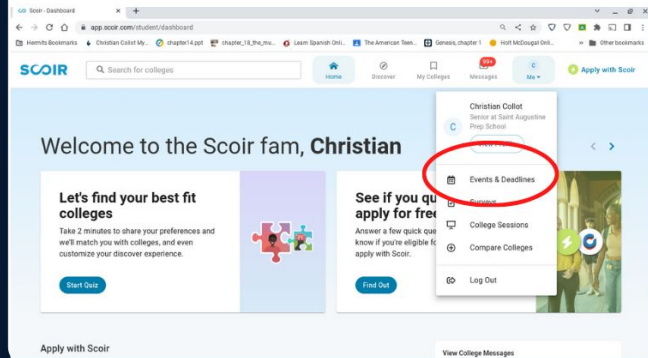 Scoir - Dashboard
app.scoir.com/student/dashboard
Hermits Bookmarks
Christian Collot My...
chapter14.ppt
chapter_18_the_mo...
Learn Spanish Onli...
The American Teen...
Genesis, chapter 1
Holt McDougal Onli...
Other bookmarks
SCOIR
Search for colleges
Home
Discover
My Colleges
99+
Messages
C
Me
Apply with Scoir
Christian Collot
Senior at Saint Augustine
Prep School
C
Welcome to the Scoir fam, Christian
Events & Deadlines
Surveys
College Sessions
Compare Colleges
Log Out
Let's find your best fit
colleges
Take 2 minutes to share your preferences and
we'll match you with colleges, and even
customize your discover experience.
Start Quiz
See if you qu
apply for free
Answer a few quick que
know if you're eligible fo
apply with Scoir.
Find Out
Apply with Scoir
View College Messages